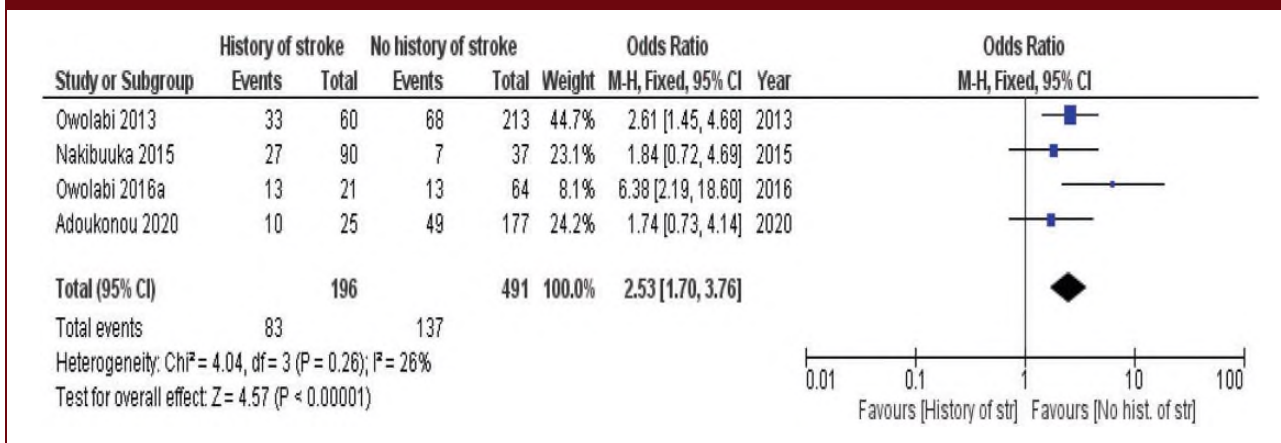 History of stroke No history of stroke Odds Ratio Odds Ratio
Study or Subgroup Events Total Events Total Weight M-H, Fixed, 95% CI Year M-H, Fixed, 95% CI
Owolabi 2013 33 60 68 213 44.7% 2.61 [1.45, 4.68] 2013
Nakibuuka 2015 27 90 7 37 23.1% 1.84 [0.72, 4.69] 2015
Owolabi 2016a 13 21 13 64 8.1% 6.38 [2.19, 18.60] 2016
Adoukonou 2020 10 25 49 177 24.2% 1.74 [0.73, 4.14] 2020
Total (95% CI) 196 491 100.0% 2.53 [1.70, 3.76]
Total events 83 137
Heterogeneity: Chi² = 4.04, df = 3 (P = 0.26); I² = 26%
Test for overall effect: Z = 4.57 (P < 0.00001)
0.01 0.1 1 10 100
Favours [History of str] Favours [No hist. of str]